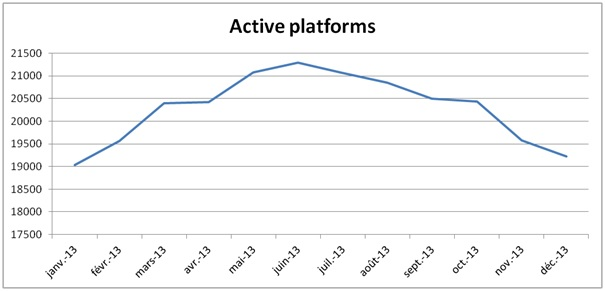 Active platforms
21500
21000
20500
20000
19500
19000
18500
18000
17500
janv.-13
févr.-13
mars-13
avr.-13
mai-13
juin-13
juil.-13
août-13
sept.-13
oct.-13
nov.-13
déc.-13